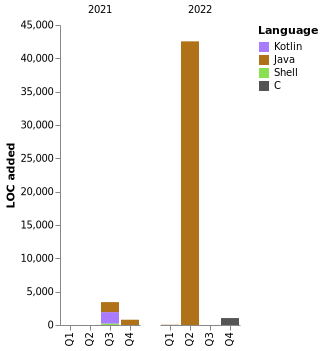 2021
2022
Language
Kotlin
Java
Shell
C
LOC added
45,000
40,000
35,000
30,000
25,000
20,000
15,000
10,000
5,000
0
Q1
Q2
Q3
Q4
Q1
Q2
Q3
Q4